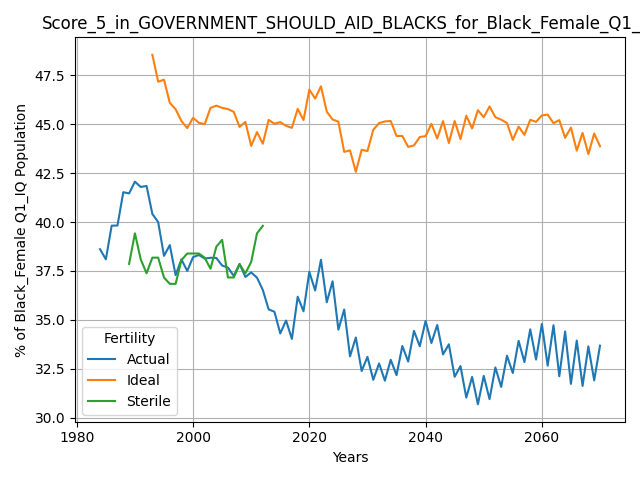 Score_5_in_GOVERNMENT_SHOULD_AID_BLACKS_for_Black_Female_Q1_
% of Black_Female Q1_IQ Population
47.5
45.0
42.5
40.0
37.5
35.0
32.5
30.0
Fertility
Actual
Ideal
Sterile
1980
2000
2020
2040
2060
Years